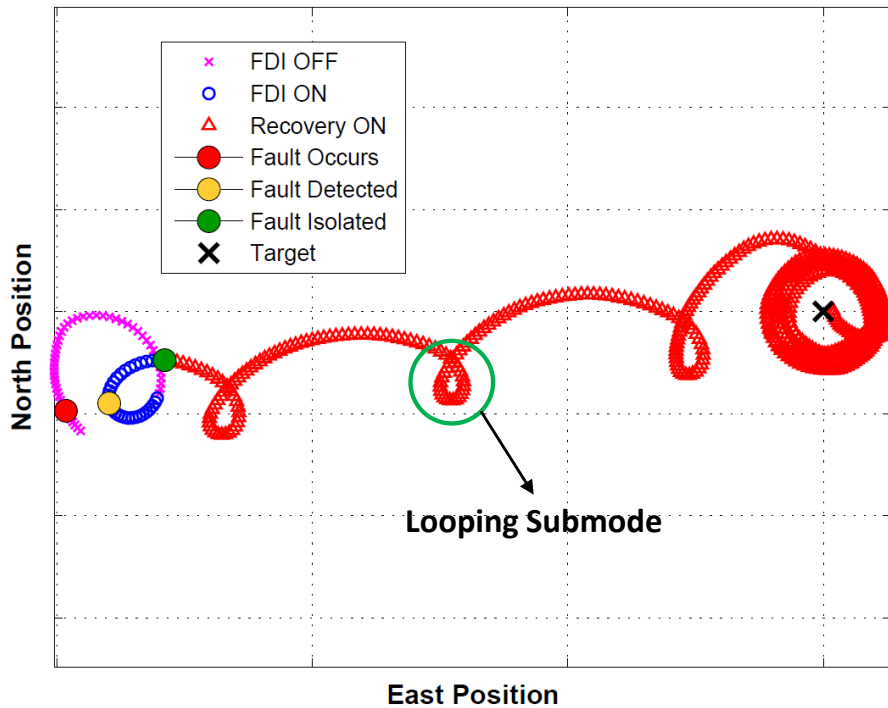 FDI OFF
FDI ON
Recovery ON
Fault Occurs
Fault Detected
Fault Isolated
Target
North Position
Looping Submode
East Position